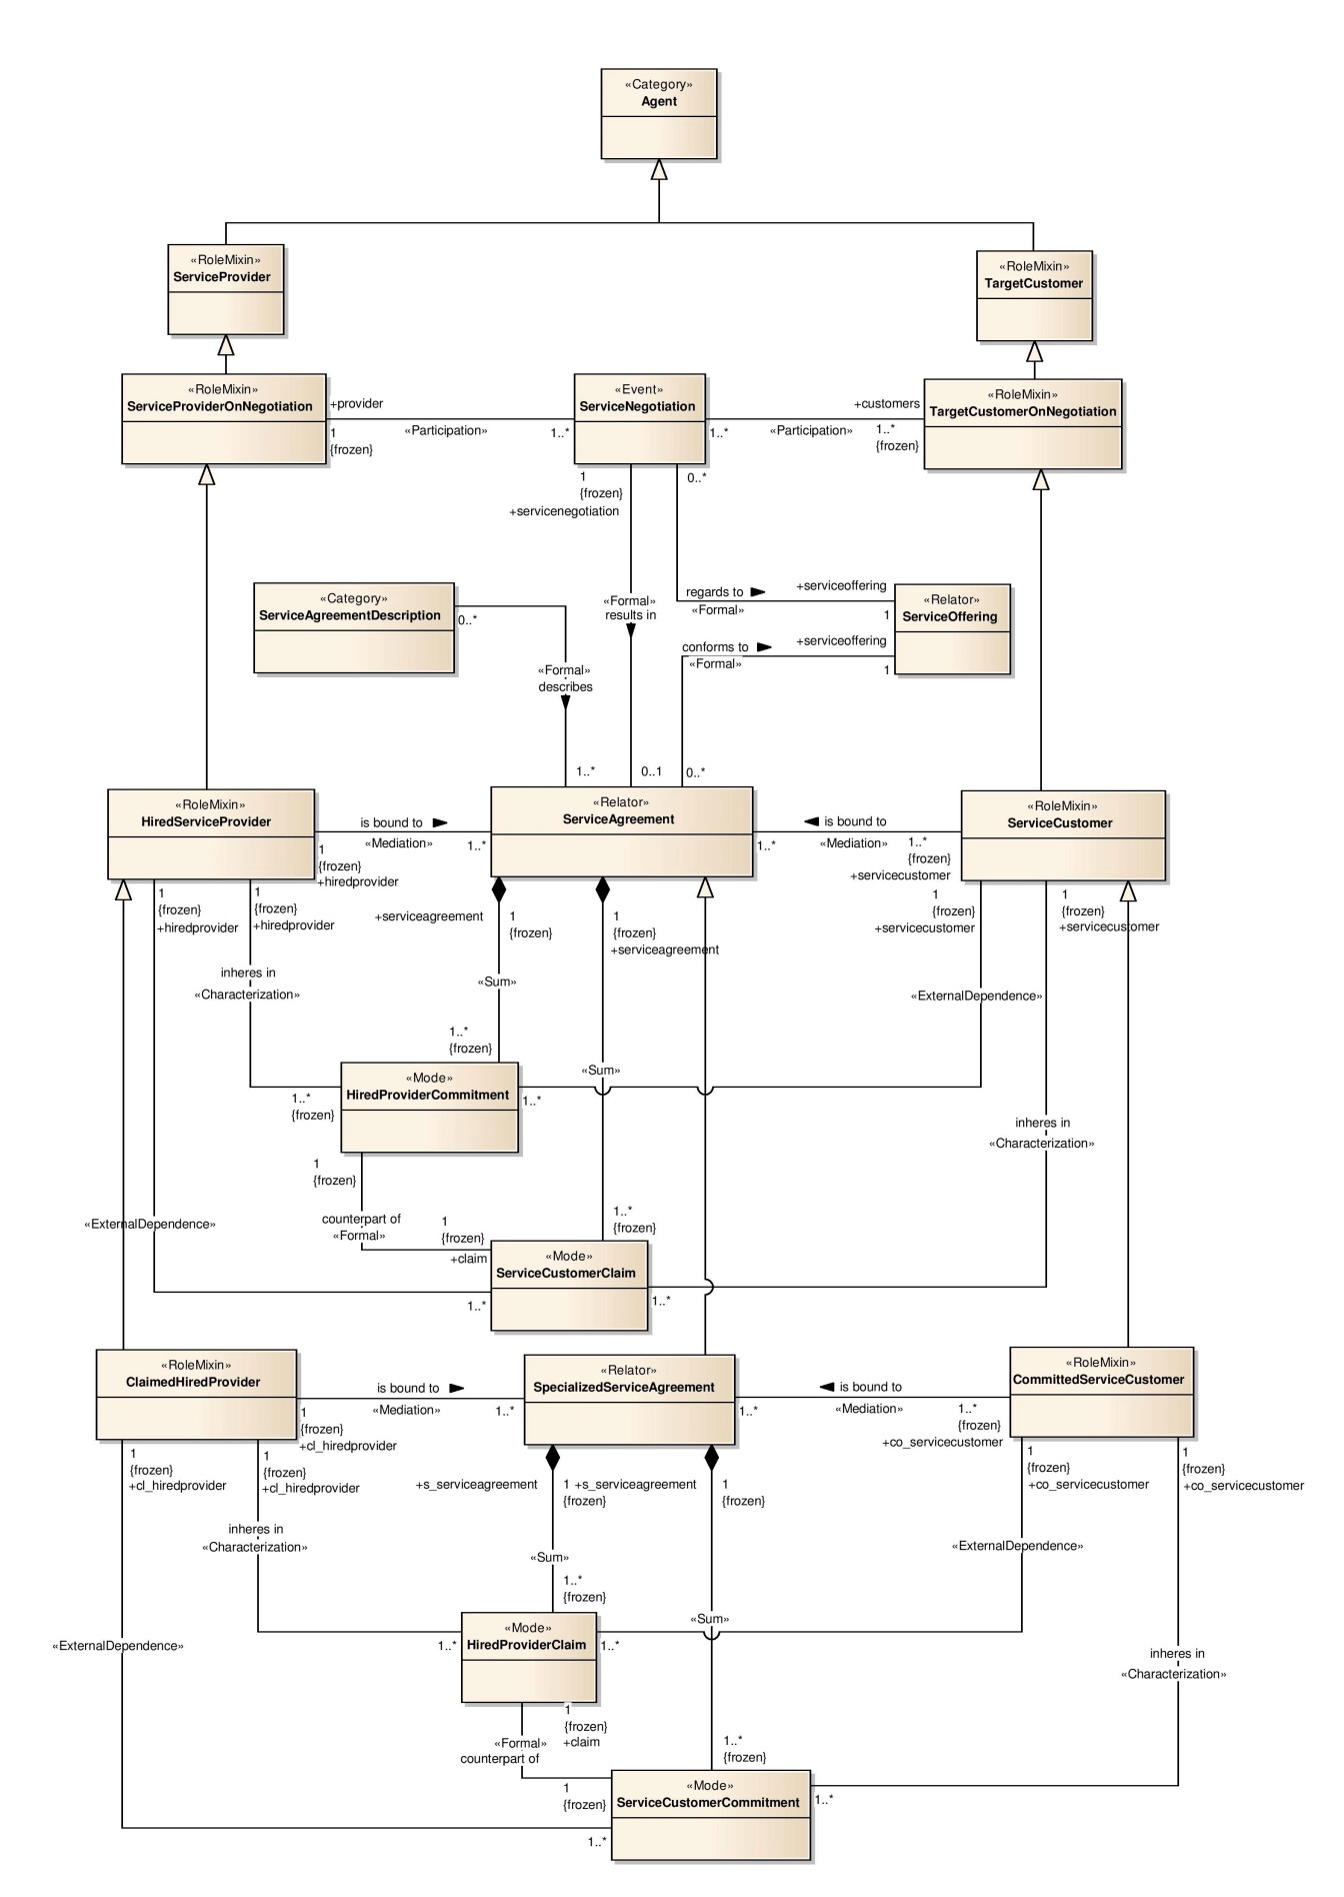 «Category»
Agent
«RoleMixin»
ServiceProvider
«RoleMixin»
TargetCustomer
«RoleMixin»
ServiceProviderOnNegotiation
+provider
1
{frozen}
«Participation»
1..*
«Event»
ServiceNegotiation
1..*
«Participation»
+customers
1..*
{frozen}
«RoleMixin»
TargetCustomerOnNegotiation
1
{frozen}
+servicenegotiation
0..*
«Formal»
results in
regards to
«Formal»
+serviceoffering
1
«Relator»
ServiceOffering
conforms to
«Formal»
+serviceoffering
1
«Category»
ServiceAgreementDescription
0..*
«Formal»
describes
1..*
0..1
0..*
«RoleMixin»
HiredServiceProvider
is bound to
«Mediation»
1
{frozen}
+hiredprovider
1..*
«Relator»
ServiceAgreement
1..*
is bound to
«Mediation»
1..*
{frozen}
+servicecustomer
«RoleMixin»
ServiceCustomer
1
{frozen}
+hiredprovider
1
{frozen}
+hiredprovider
+serviceagreement
1
{frozen}
1
{frozen}
+serviceagreement
1
{frozen}
+servicecustomer
1
{frozen}
+servicecustomer
inheres in
«Characterization»
«Sum»
«ExternalDependence»
1..*
{frozen}
1..*
{frozen}
«Mode»
HiredProviderCommitment
1..*
«Sum»
inheres in
«Characterization»
1
{frozen}
counterpart of
«Formal»
1
{frozen}
+claim
1..*
{frozen}
«ExternalDependence»
«Mode»
ServiceCustomerClaim
1..*
1..*
«RoleMixin»
ClaimedHiredProvider
is bound to
«Mediation»
1
{frozen}
+cl_hiredprovider
1..*
«Relator»
SpecializedServiceAgreement
1..*
is bound to
«Mediation»
1..*
{frozen}
+co_servicecustomer
«RoleMixin»
CommittedServiceCustomer
1
{frozen}
+cl_hiredprovider
1
{frozen}
+cl_hiredprovider
+s_serviceagreement
1
{frozen}
+s_serviceagreement
1
{frozen}
1
{frozen}
+co_servicecustomer
1
{frozen}
+co_servicecustomer
inheres in
«Characterization»
«Sum»
«ExternalDependence»
1..*
{frozen}
«Sum»
«ExternalDependence»
1..*
«Mode»
HiredProviderClaim
1..*
inheres in
«Characterization»
1
{frozen}
+claim
«Formal»
counterpart of
1..*
{frozen}
1
{frozen}
«Mode»
ServiceCustomerCommitment
1..*
1..*